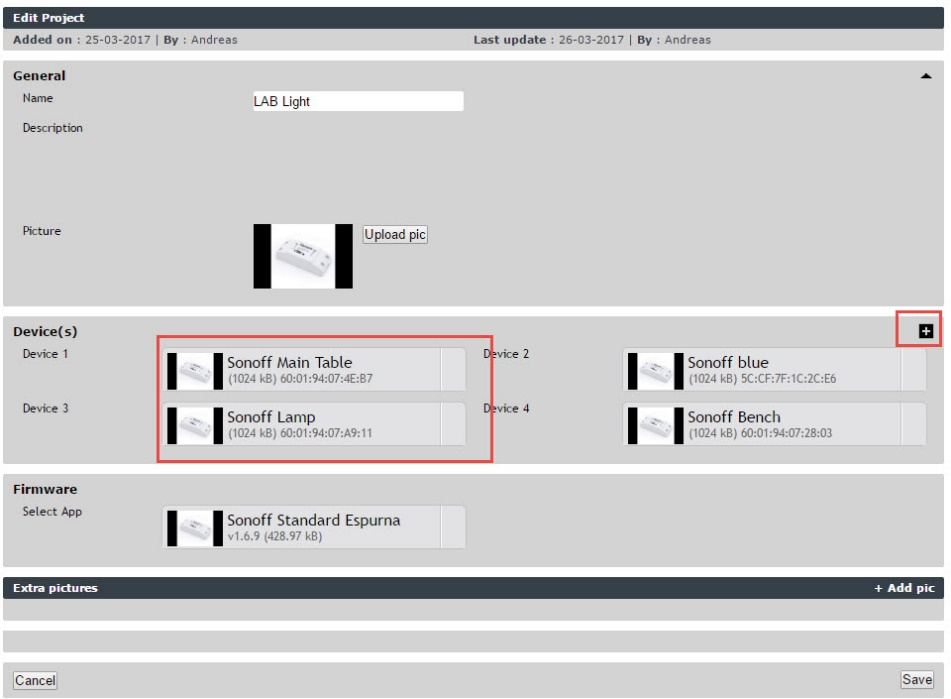 Edit Project
Added on : 25-03-2017 | By : Andreas Last update : 26-03-2017 | By : Andreas
General
Name LAB Light
Description
Picture Upload pic
Device(s)
Device 1 Sonoff Main Table
(1024 kB) 60:01:94:07:4E:B7
Device 2 Sonoff blue
(1024 kB) 5C:CF:7F:1C:2C:E6
Device 3 Sonoff Lamp
(1024 kB) 60:01:94:07:A9:11
Device 4 Sonoff Bench
(1024 kB) 60:01:94:07:28:03
Firmware
Select App Sonoff Standard Espurna
v1.6.9 (428.97 kB)
Extra pictures + Add pic
Cancel Save